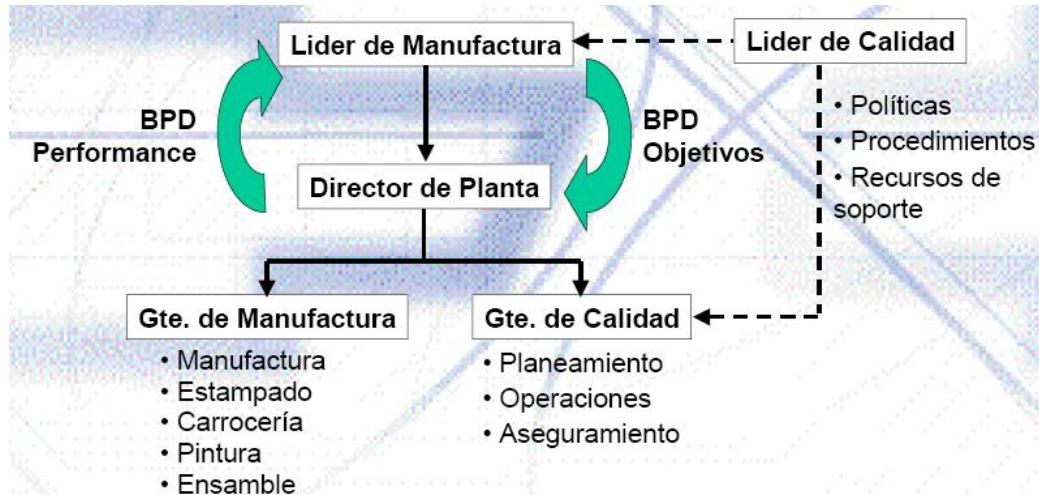 Lider de Manufactura
Lider de Calidad
BPD
Performance
BPD
Objetivos
• Políticas
• Procedimientos
• Recursos de
soporte
Director de Planta
Gte. de Manufactura
• Manufactura
• Estampado
• Carrocería
• Pintura
• Ensamble
Gte. de Calidad
• Planeamiento
• Operaciones
• Aseguramiento